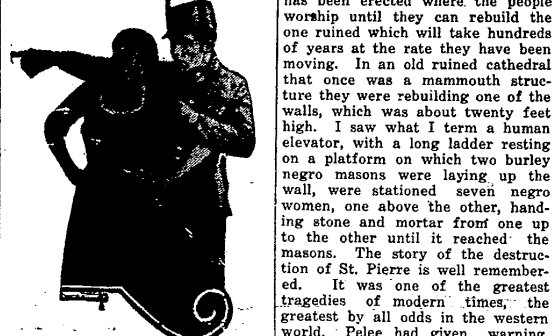 has been erected where the people
worship until they can rebuild the
one ruined which will take hundreds
of years at the rate they have been
moving. In an old ruined cathedral
that once was a mammouth struc-
ture they were rebuilding one of the
walls, which was about twenty feet
high. I saw what I term a human
elevator, with a long ladder resting
on a platform on which two burley
negro masons were laying up the
wall, were stationed seven negro
women, one above the other, hand-
ing stone and mortar from one up
to the other until it reached the
masons. The story of the destruc-
tion of St. Pierre is well remember-
ed. It was one of the greatest
tragedies of modern times, the
greatest by all odds in the western
world. Pelee had given warning